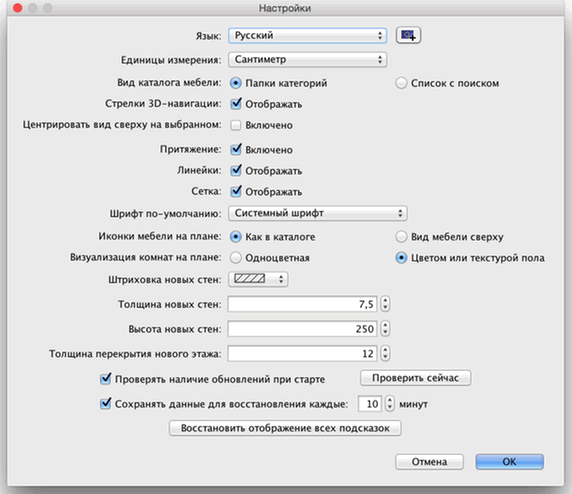 Настройки
Язык: Русский
Единицы измерения: Сантиметр
Вид каталога мебели: Папки категорий Список с поиском
Стрелки 3D-навигации: Отображать
Центрировать вид сверху на выбранном: Включено
Притяжение: Включено
Линейки: Отображать
Сетка: Отображать
Шрифт по-умолчанию: Системный шрифт
Иконки мебели на плане: Как в каталоге Вид мебели сверху
Визуализация комнат на плане: Одноцветная Цветом или текстурой пола
Штриховка новых стен:
Толщина новых стен: 7,5
Высота новых стен: 250
Толщина перекрытия нового этажа: 12
Проверять наличие обновлений при старте Проверить сейчас
Сохранять данные для восстановления каждые: 10 минут
Восстановить отображение всех подсказок
Отмена OK